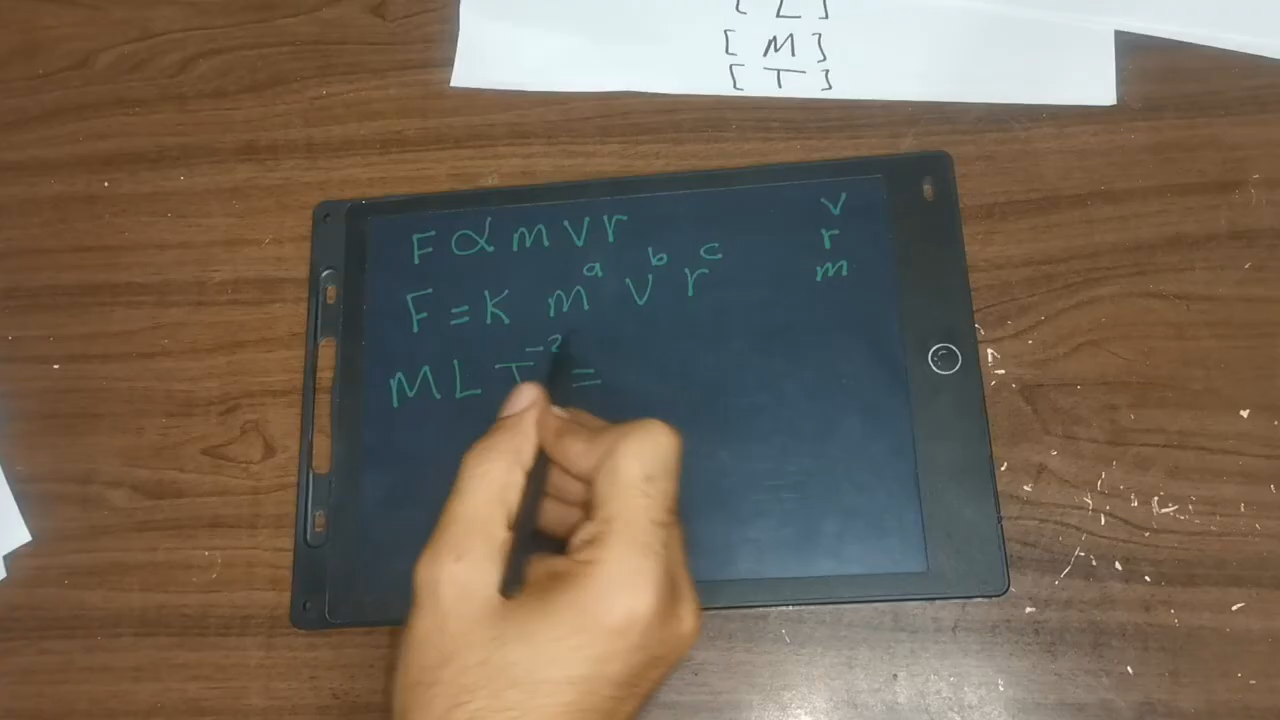 [ L ]
[ M ]
[ T ]
F ∝ m v r
F = K m^a v^b r^c
M L T^-2 =
v
r
m